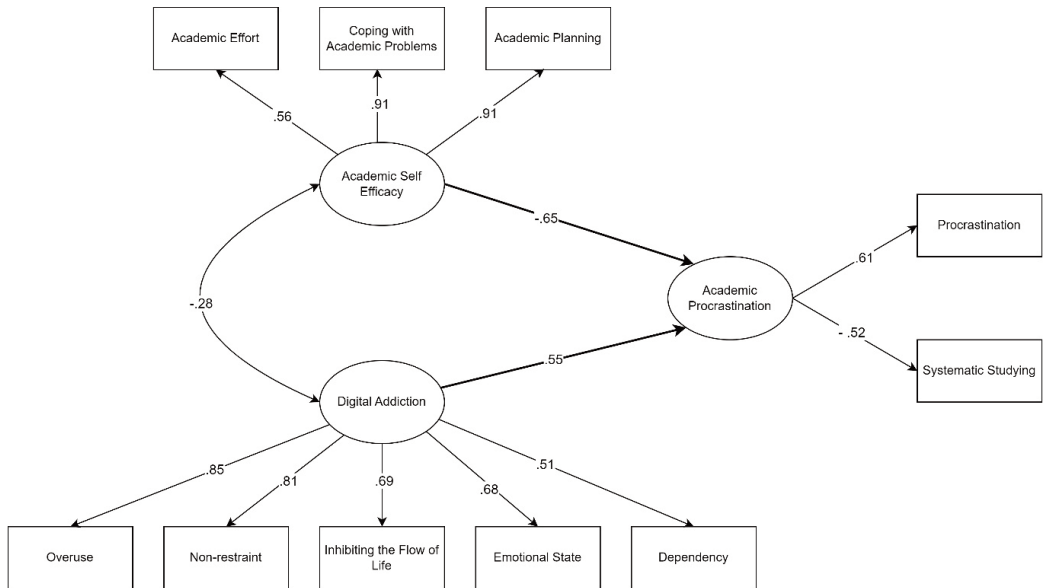 Academic Effort
Coping with
Academic Problems
Academic Planning
.56
.91
.91
Academic Self
Efficacy
-.65
Procrastination
.61
Academic
Procrastination
-.28
- .52
.55
Systematic Studying
Digital Addiction
.85
.81
.69
.68
.51
Overuse
Non-restraint
Inhibiting the Flow of
Life
Emotional State
Dependency